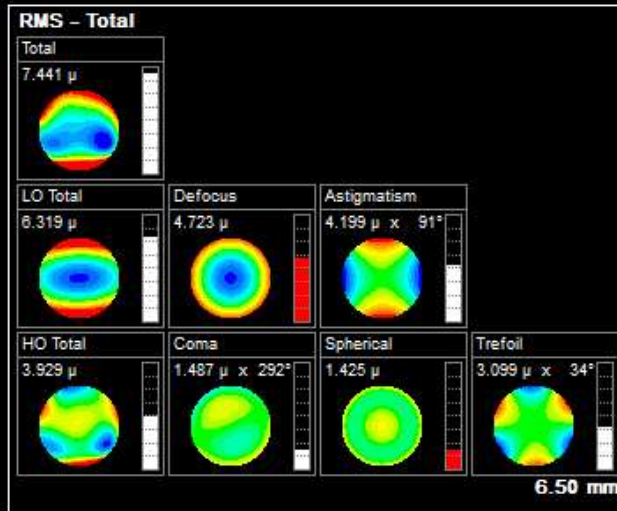 RMS – Total
Total
7.441 µ
LO Total
6.319 µ
Defocus
4.723 µ
Astigmatism
4.199 µ x 91°
HO Total
3.929 µ
Coma
1.487 µ x 292°
Spherical
1.425 µ
Trefoil
3.099 µ x 34°
6.50 mm